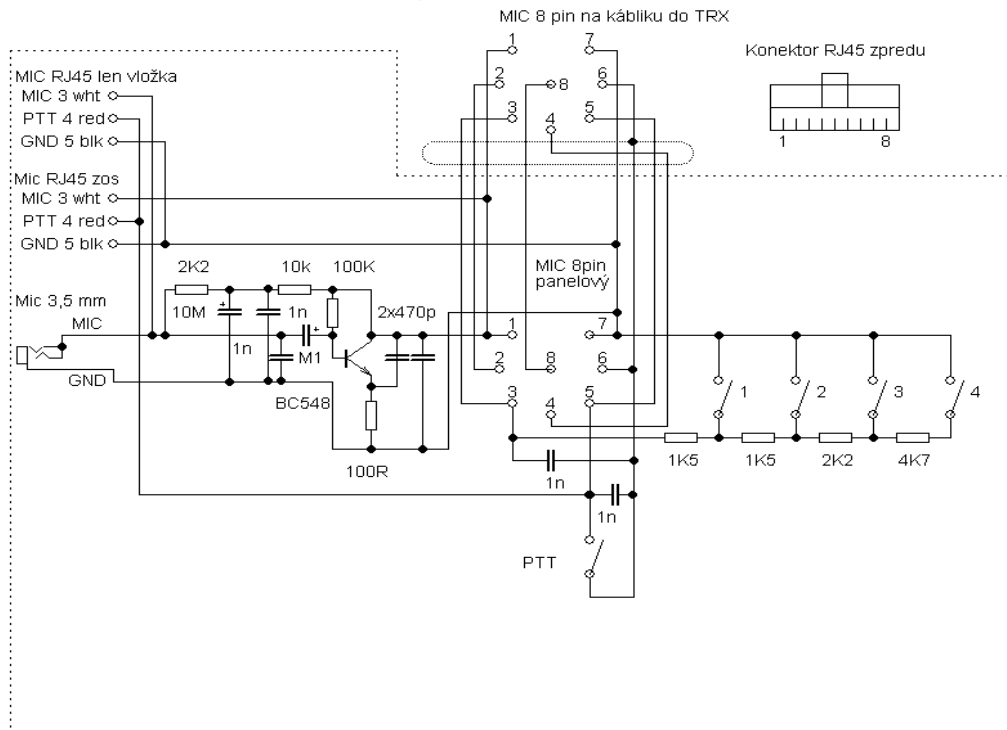 MIC 8 pin na kábliku do TRX
1
7
2
8
6
3
4
5
Konektor RJ45 zpredu
1
8
MIC RJ45 len vložka
MIC 3 wht
PTT 4 red
GND 5 blk
Mic RJ45 zos
MIC 3 wht
PTT 4 red
GND 5 blk
MIC 8pin
panelový
2K2
10k
100K
Mic 3,5 mm
MIC
10M
+
1n
1n
M1
+
2x470p
GND
BC548
100R
1
7
2
8
6
3
4
5
1
2
3
4
1K5
1K5
2K2
4K7
1n
1n
PTT